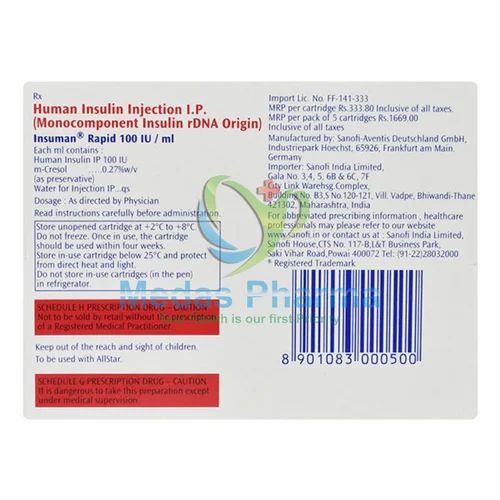 Rx
Human Insulin Injection I.P.
(Monocomponent Insulin rDNA Origin)
Insuman® Rapid 100 IU / ml
Each ml contains :
Human Insulin IP 100 IU
m-Cresol .....0.27%w/v
(as preservative)
Water for Injection IP...qs
Dosage : As directed by Physician
Read instructions carefully before administration.
Store unopened cartridge at +2°C to +8°C.
Do not freeze. Once in use, the cartridge
should be used within four weeks.
Store in-use cartridge below 25°C and protect
from direct heat and light.
Do not store in-use cartridges (in the pen)
in refrigerator.
SCHEDULE H PRESCRIPTION DRUG – CAUTION
Not to be sold by retail without the prescription
of a Registered Medical Practitioner.
Keep out of the reach and sight of children.
To be used with AllStar.
SCHEDULE G PRESCRIPTION DRUG – CAUTION
It is dangerous to take this preparation except
under medical supervision.
Import Lic. No. FF-141-333
MRP per cartridge Rs.333.80 Inclusive of all taxes.
MRP per pack of 5 cartridges Rs.1669.00
Inclusive of all taxes
Manufactured by: Sanofi-Aventis Deutschland GmbH,
Industriepark Hoechst, 65926, Frankfurt am Main.
Germany
Importer: Sanofi India Limited,
Gala No. 3,4, 5, 6B & 6C, 7F
City Link Warehsg.Complex,
Building No. B3,S No.120-121, Vill. Vadpe, Bhiwandi-Thane
421302, Maharashtra, India
For abbreviated prescribing information , healthcare
professionals may please refer to our website
www.sanofi.in or contact us at : Sanofi India Limited,
Sanofi House,CTS No. 117-B,L&T Business Park,
Saki Vihar Road,Powai 400072 Tel: (91-22)28032000
® Registered Trademark
Medas Pharma
Your health is our first Priority
8 901083 000500